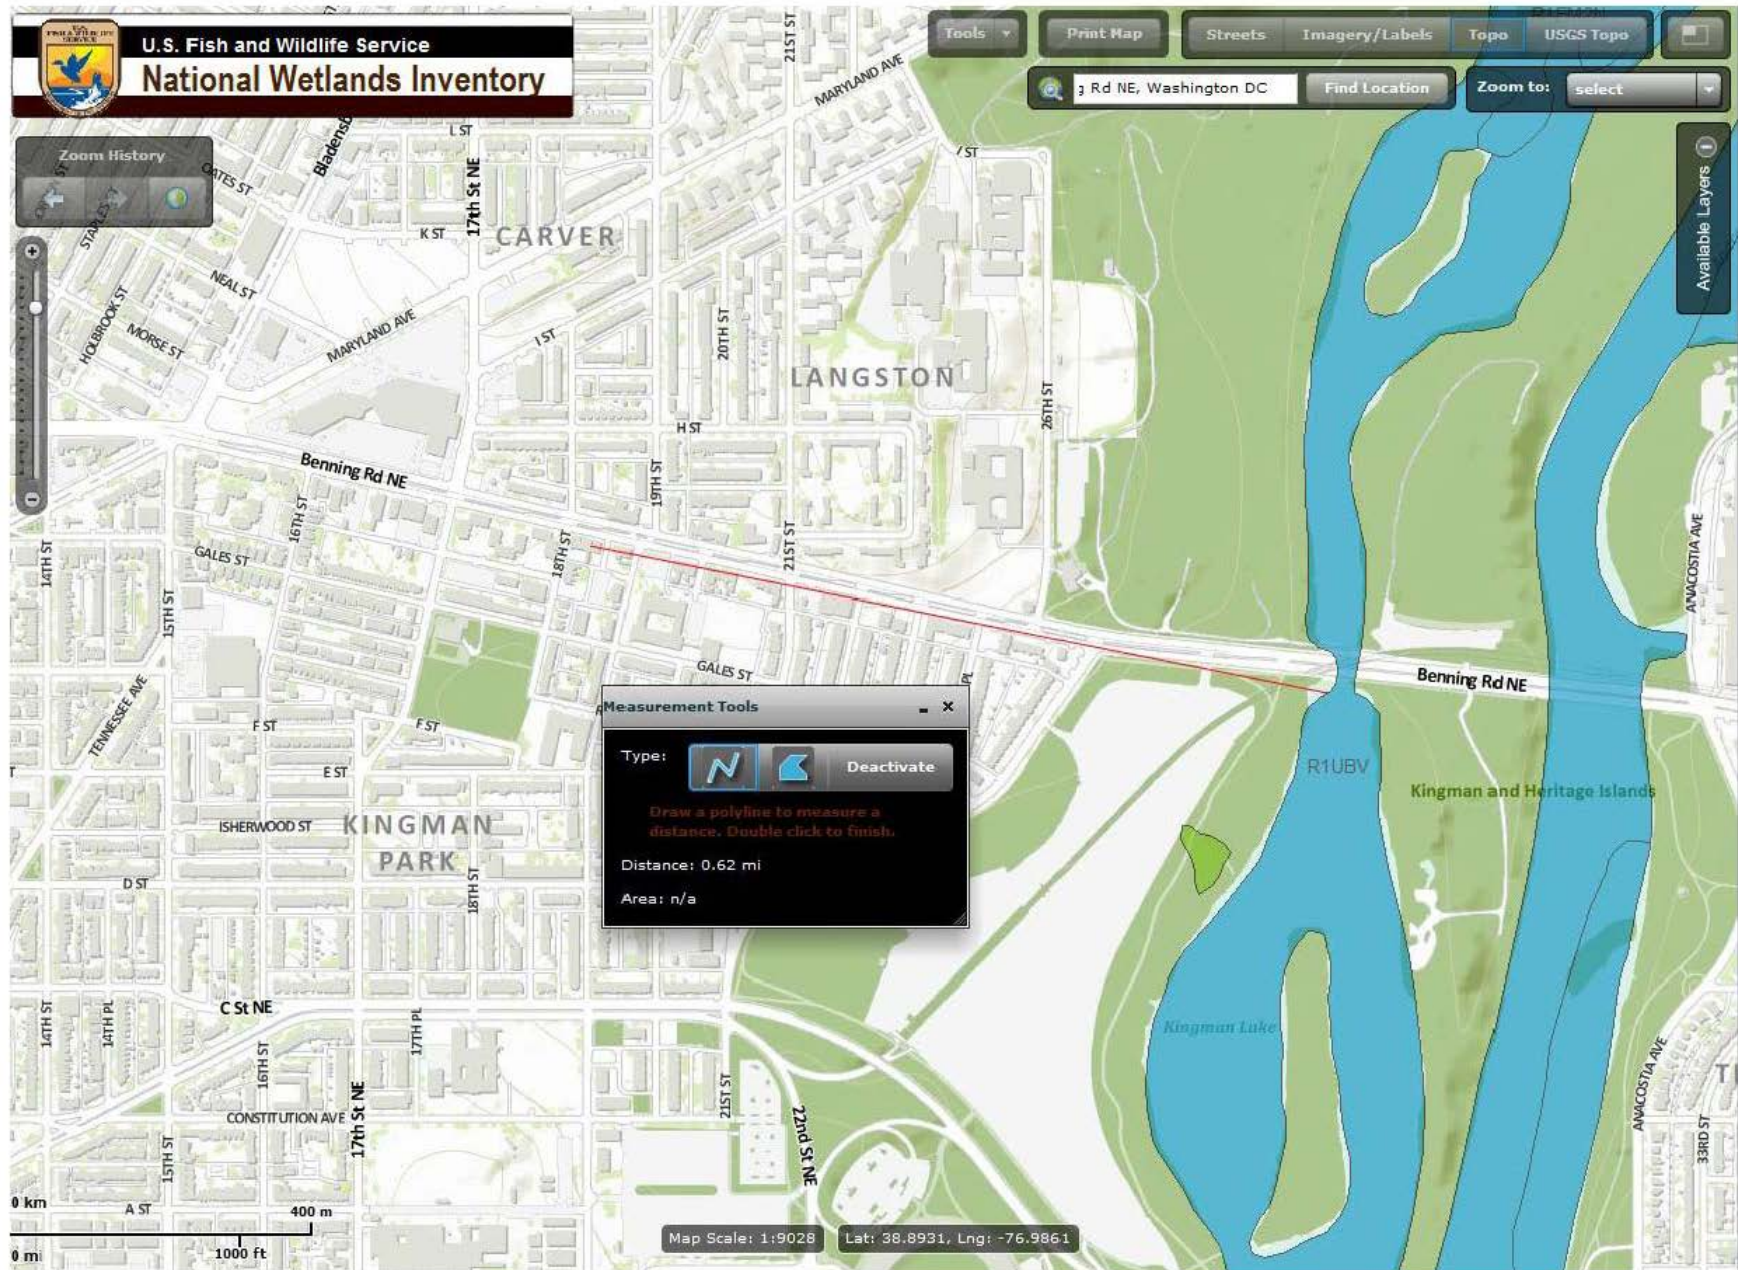 U.S. Fish and Wildlife Service
National Wetlands Inventory
Tools
Print Map
Streets
Imagery/Labels
Topo
USGS Topo
g Rd NE, Washington DC
Find Location
Zoom to:
select
Available Layers
Zoom History
MARYLAND AVE
21ST ST
L ST
17th St NE
OATES ST
K ST
CARVER
NEAL ST
HOLBROOK ST
MORSE ST
MARYLAND AVE
I ST
20TH ST
LANGSTON
26TH ST
H ST
Benning Rd NE
19TH ST
16TH ST
18TH ST
21ST ST
14TH ST
GALES ST
15TH ST
ANACOSTIA AVE
GALES ST
PL
Benning Rd NE
TENNESSEE AVE
F ST
F ST
E ST
Measurement Tools
Type:
Deactivate
Draw a polyline to measure a
distance. Double click to finish.
Distance: 0.62 mi
Area: n/a
R1UBV
Kingman and Heritage Islands
ISHERWOOD ST
KINGMAN
PARK
D ST
18TH ST
C St NE
14TH ST
14TH PL
17TH PL
Kingman Lake
16TH ST
ANACOSTIA AVE
21ST ST
CONSTITUTION AVE
17th St NE
22nd St NE
15TH ST
33RD ST
0 km
400 m
A ST
0 mi
1000 ft
Map Scale: 1:9028
Lat: 38.8931, Lng: -76.9861